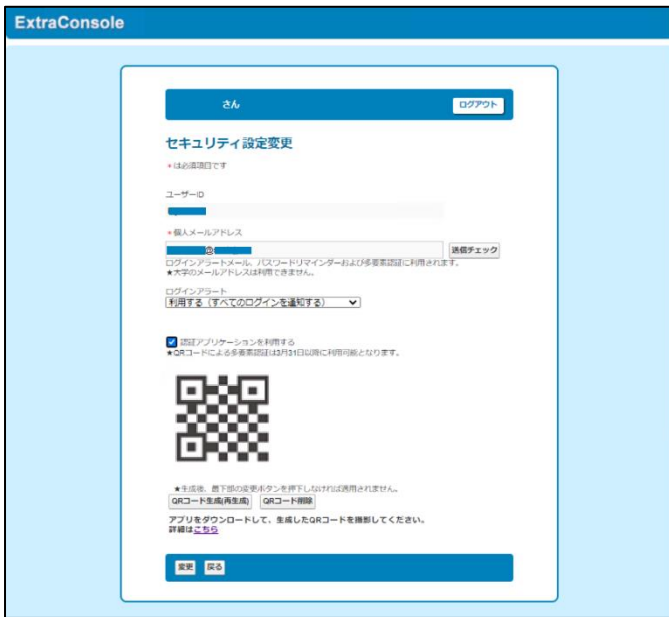 ExtraConsole
さん
ログアウト
セキュリティ設定変更
* は必須項目です
ユーザーID
* 個人メールアドレス
@
送信チェック
ログインアラートメール、パスワードリマインダーおよび多要素認証に利用されます。
★大学のメールアドレスは利用できません。
ログインアラート
利用する（すべてのログインを通知する）
認証アプリケーションを利用する
★QRコードによる多要素認証は3月31日以降に利用可能となります。
★生成後、最下部の変更ボタンを押下しなければ適用されません。
QRコード生成(再生成)
QRコード削除
アプリをダウンロードして、生成したQRコードを撮影してください。
詳細はこちら
変更
戻る